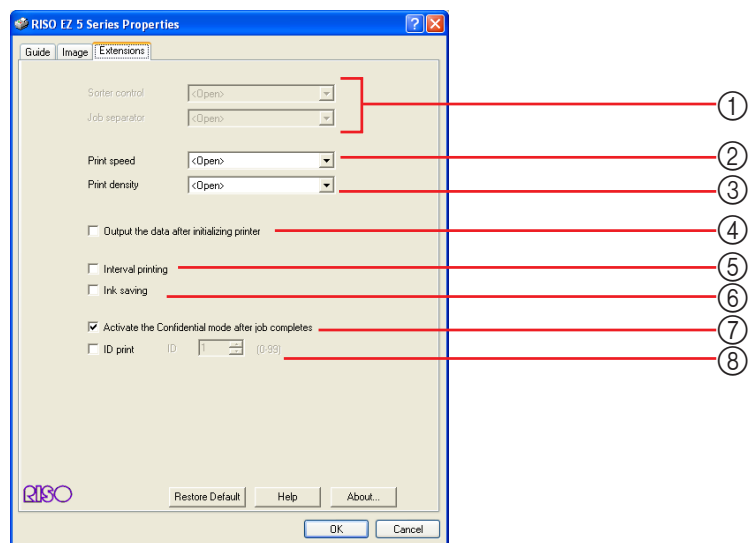 RISO EZ 5 Series Properties
Guide Image Extensions
Sorter control <Open>
①
Job separator <Open>
Print speed <Open> ②
Print density <Open> ③
Output the data after initializing printer ④
Interval printing ⑤
Ink saving ⑥
Activate the Confidential mode after job completes ⑦
ID print ID 1 (0-99) ⑧
RISO Restore Default Help About...
OK Cancel